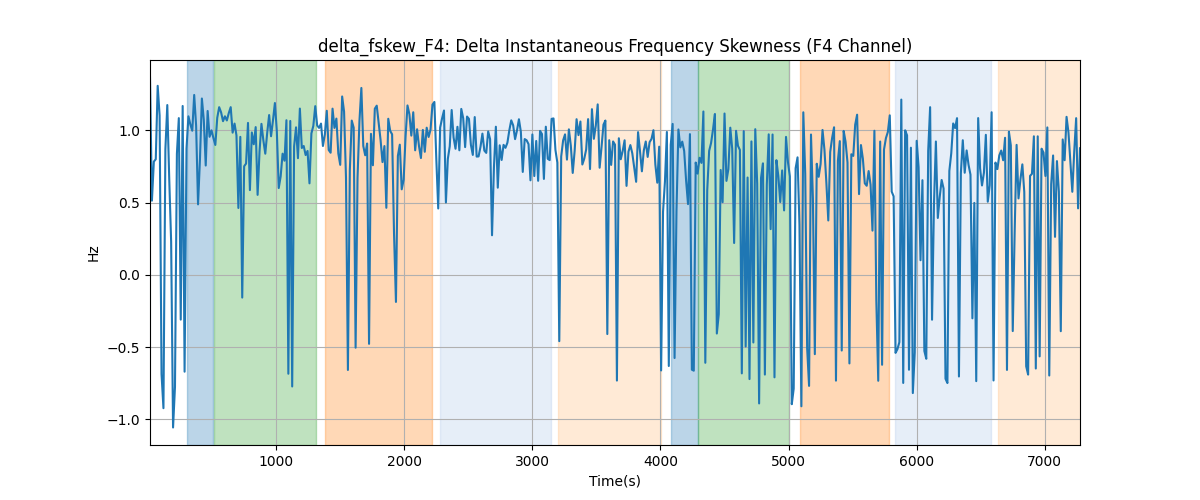 delta_fskew_F4: Delta Instantaneous Frequency Skewness (F4 Channel)
Hz
1.0
0.5
0.0
−0.5
−1.0
1000 2000 3000 4000 5000 6000 7000
Time(s)